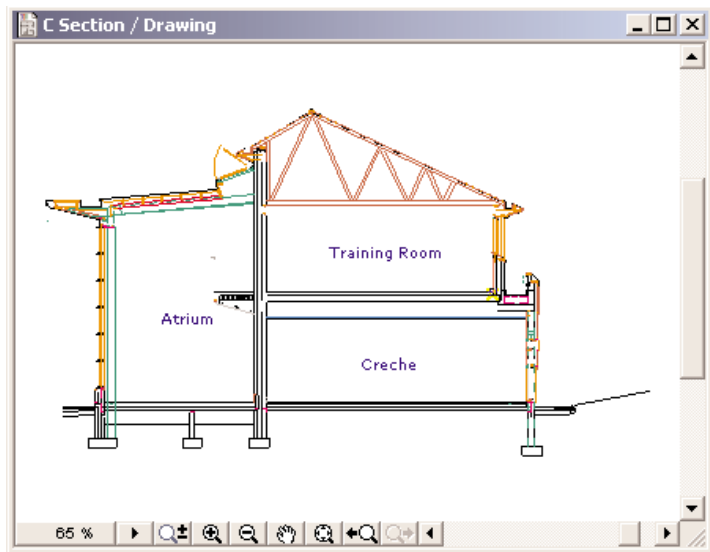 C Section / Drawing
Training Room
Atrium
Creche
65 %